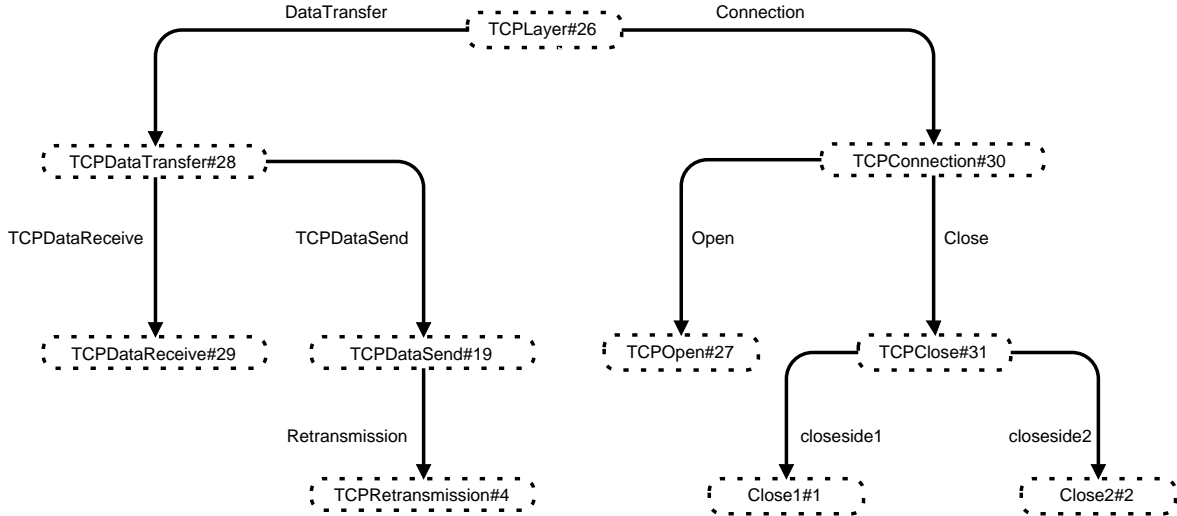 DataTransfer
Connection
TCPLayer#26
TCPDataTransfer#28
TCPConnection#30
TCPDataReceive
TCPDataSend
Open
Close
TCPDataReceive#29
TCPDataSend#19
TCPOpen#27
TCPClose#31
Retransmission
closeside1
closeside2
TCPRetransmission#4
Close1#1
Close2#2